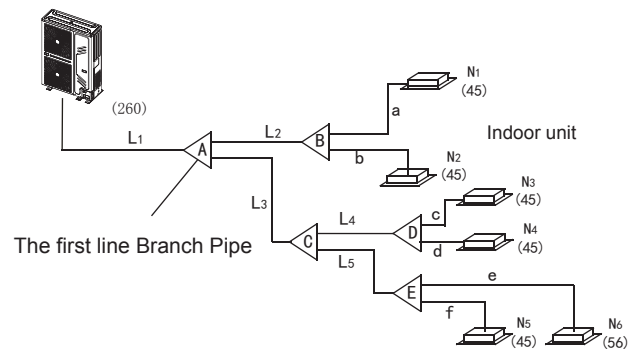 (260)
L1
A
L2
B
a
b
N1
(45)
N2
(45)
Indoor unit
L3
The first line Branch Pipe
C
L4
L5
D
c
d
N3
(45)
N4
(45)
E
e
f
N5
(45)
N6
(56)